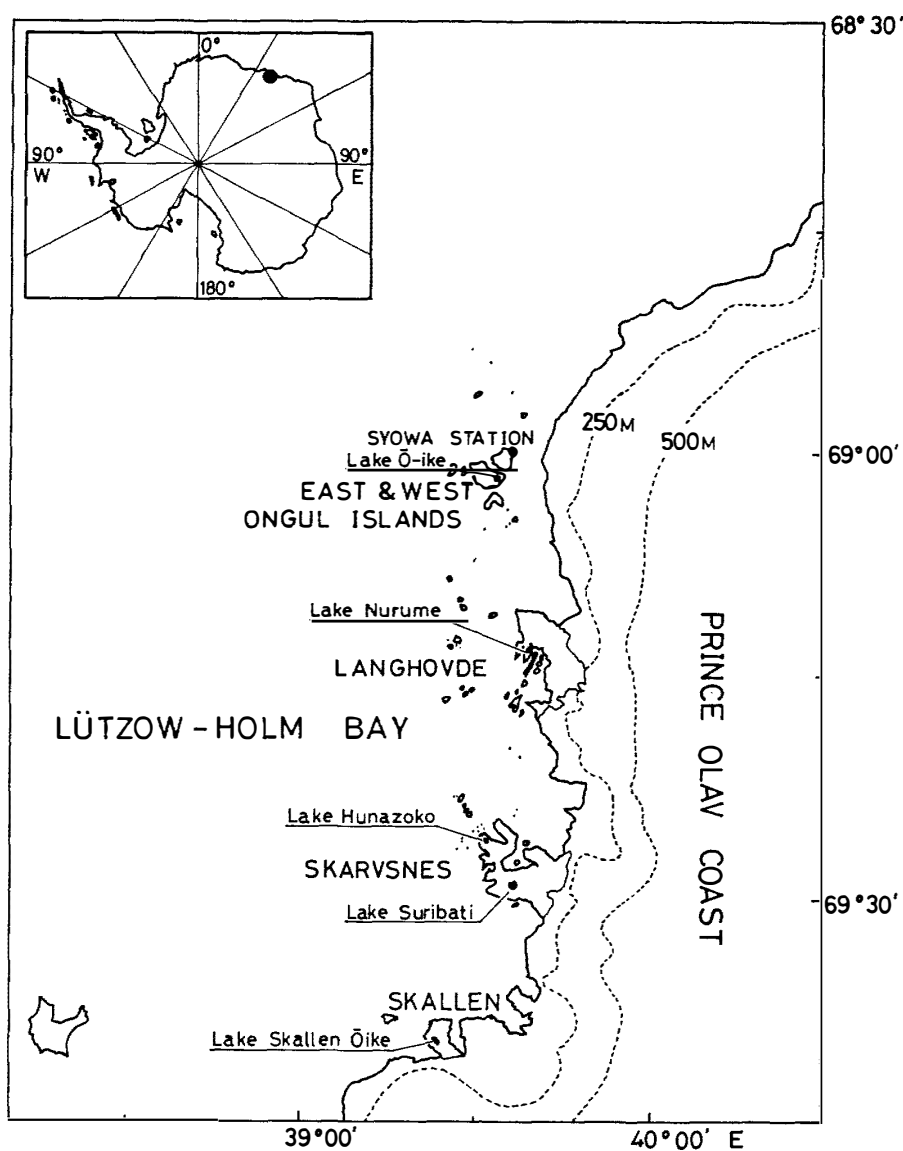 68°30'
0°
90°
W
90°
E
180°
250M
500M
SYOWA STATION
Lake Ō-ike
69°00'
EAST & WEST
ONGUL ISLANDS
Lake Nurume
LANGHOVDE
PRINCE OLAV COAST
LÜTZOW-HOLM BAY
Lake Hunazoko
SKARVSNES
69°30'
Lake Suribati
SKALLEN
Lake Skallen Ōike
39°00'
40°00' E